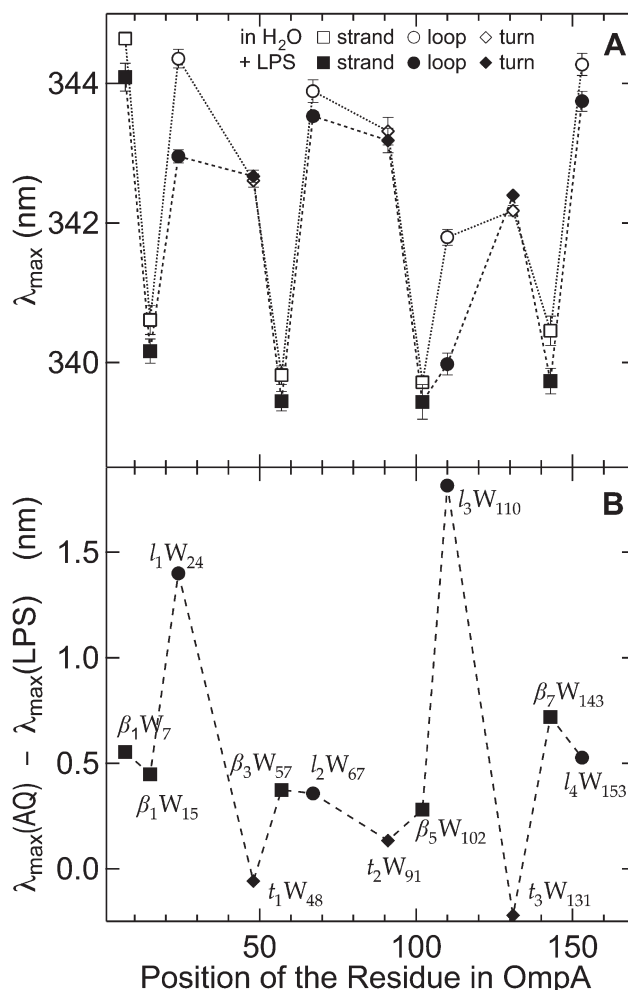 in H₂O □ strand ○ loop ◇ turn
+ LPS ■ strand ● loop ◆ turn
A
344
342
340
λmax (nm)
B
1.5
1.0
0.5
0.0
λmax(AQ) − λmax(LPS) (nm)
l₃W₁₁₀
l₁W₂₄
β₇W₁₄₃
β₁W₇
β₃W₅₇
l₂W₆₇
l₄W₁₅₃
β₁W₁₅
β₅W₁₀₂
t₂W₉₁
t₁W₄₈
t₃W₁₃₁
50
100
150
Position of the Residue in OmpA